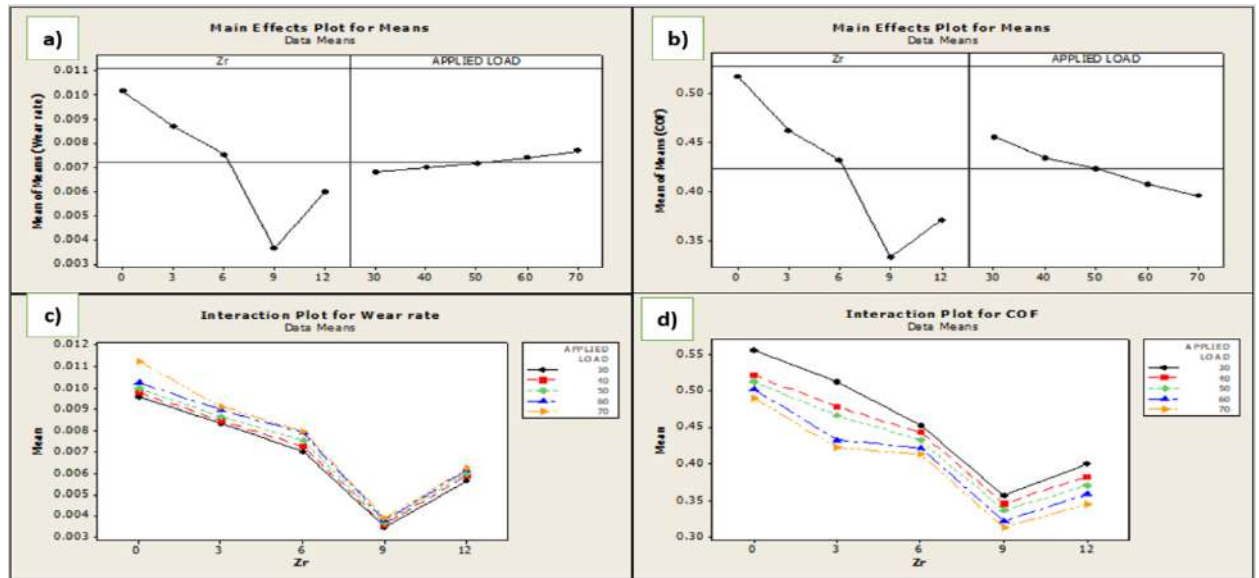 a)
Main Effects Plot for Means
Data Means
Zr
APPLIED LOAD
Mean of Means (Wear rate)
0.011
0.010
0.009
0.008
0.007
0.006
0.005
0.004
0.003
0 3 6 9 12 30 40 50 60 70
b)
Main Effects Plot for Means
Data Means
Zr
APPLIED LOAD
Mean of Means (COF)
0.50
0.45
0.40
0.35
0 3 6 9 12 30 40 50 60 70
c)
Interaction Plot for Wear rate
Data Means
Mean
0.012
0.011
0.010
0.009
0.008
0.007
0.006
0.005
0.004
0.003
0 3 6 9 12
Zr
APPLIED
LOAD
30
40
50
60
70
d)
Interaction Plot for COF
Data Means
Mean
0.55
0.50
0.45
0.40
0.35
0.30
0 3 6 9 12
Zr
APPLIED
LOAD
30
40
50
60
70